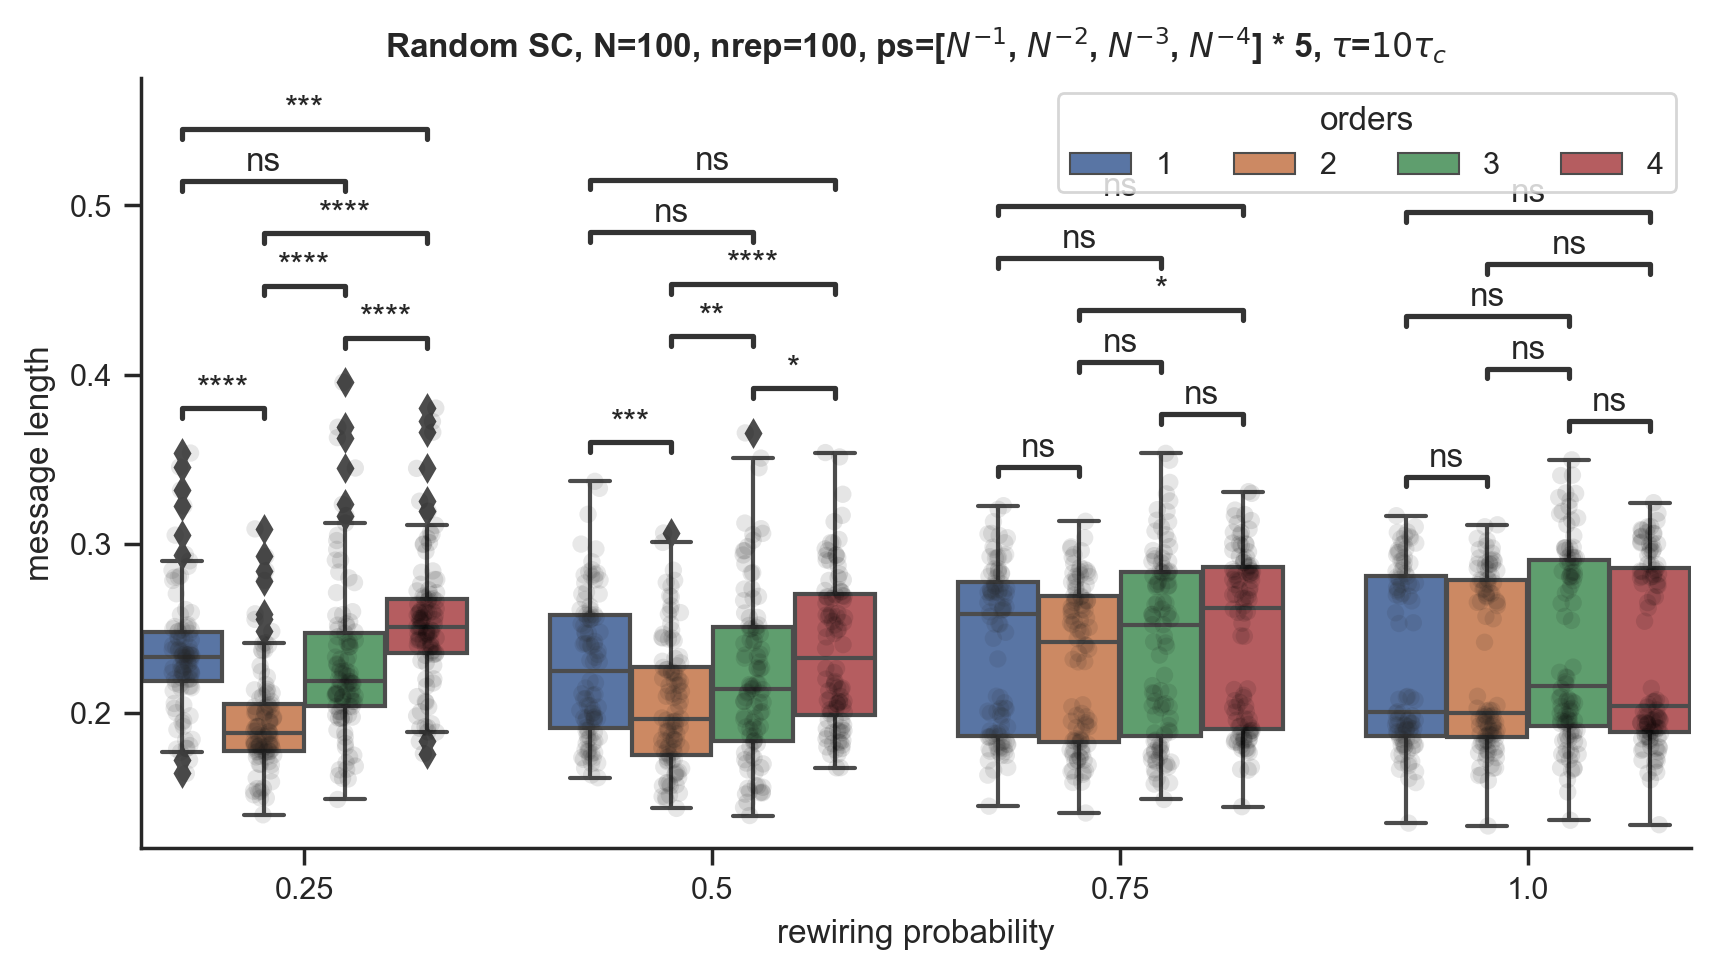 Random SC, N=100, nrep=100, ps=[N⁻¹, N⁻², N⁻³, N⁻⁴] * 5, τ=10τ_c
orders
1 2 3 4
***
ns
****
****
****
****
ns
ns
****
**
*
***
ns
ns
*
ns
ns
ns
ns
ns
ns
ns
ns
ns
message length
0.5
0.4
0.3
0.2
0.25 0.5 0.75 1.0
rewiring probability